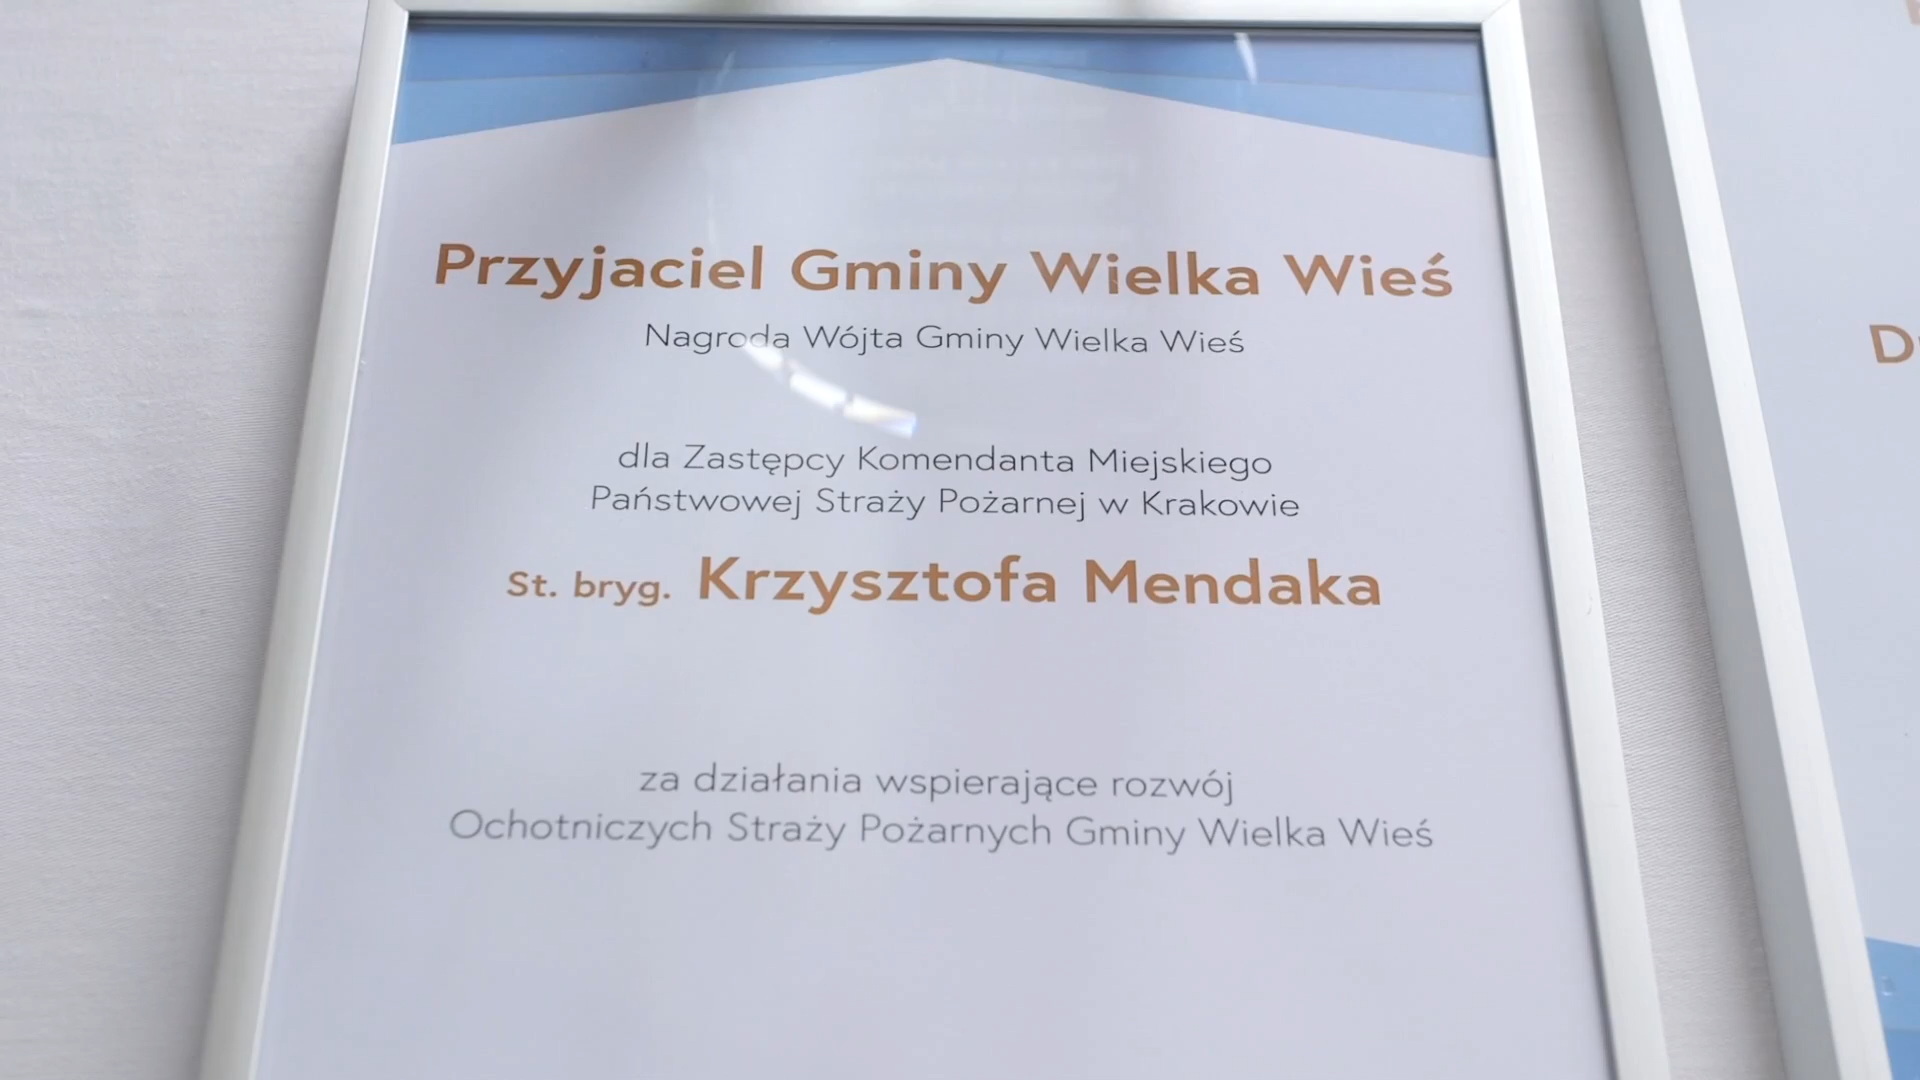 Przyjaciel Gminy Wielka Wieś
Nagroda Wójta Gminy Wielka Wieś
dla Zastępcy Komendanta Miejskiego
Państwowej Straży Pożarnej w Krakowie
St. bryg. Krzysztofa Mendaka
za działania wspierające rozwój
Ochotniczych Straży Pożarnych Gminy Wielka Wieś